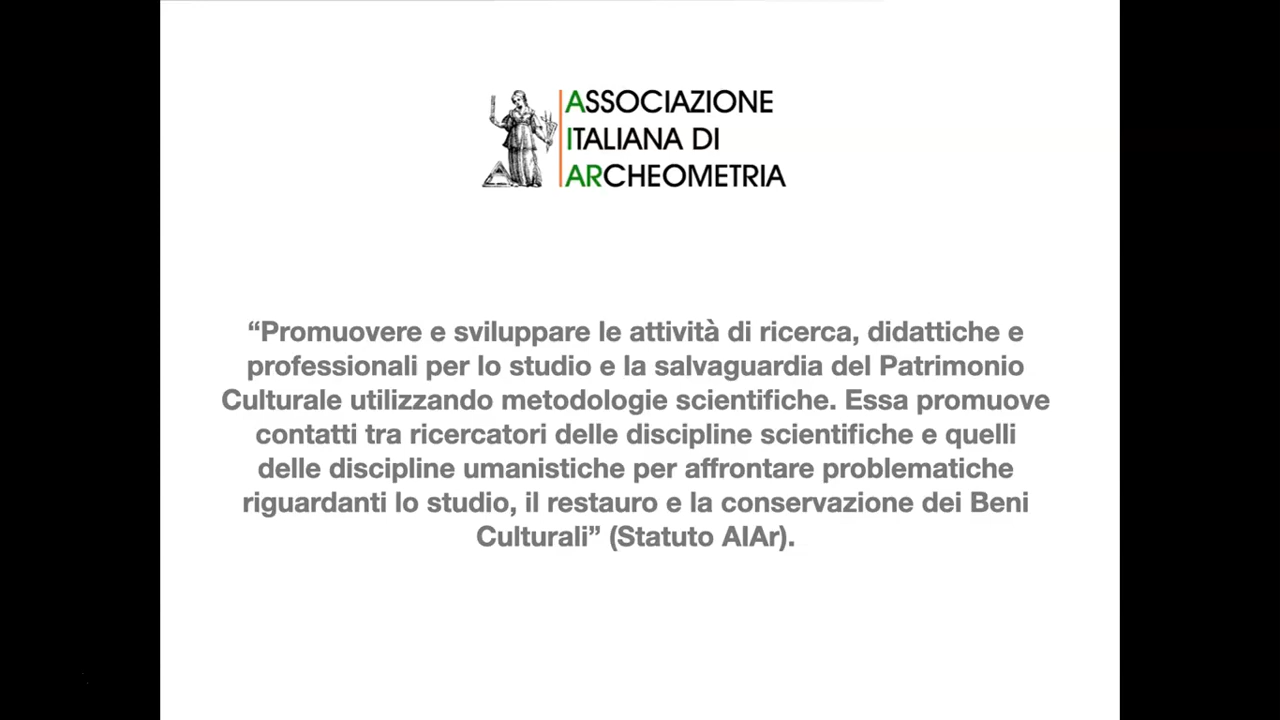 ASSOCIAZIONE
ITALIANA DI
ARCHEOMETRIA
“Promuovere e sviluppare le attività di ricerca, didattiche e
professionali per lo studio e la salvaguardia del Patrimonio
Culturale utilizzando metodologie scientifiche. Essa promuove
contatti tra ricercatori delle discipline scientifiche e quelli
delle discipline umanistiche per affrontare problematiche
riguardanti lo studio, il restauro e la conservazione dei Beni
Culturali” (Statuto AIAr).